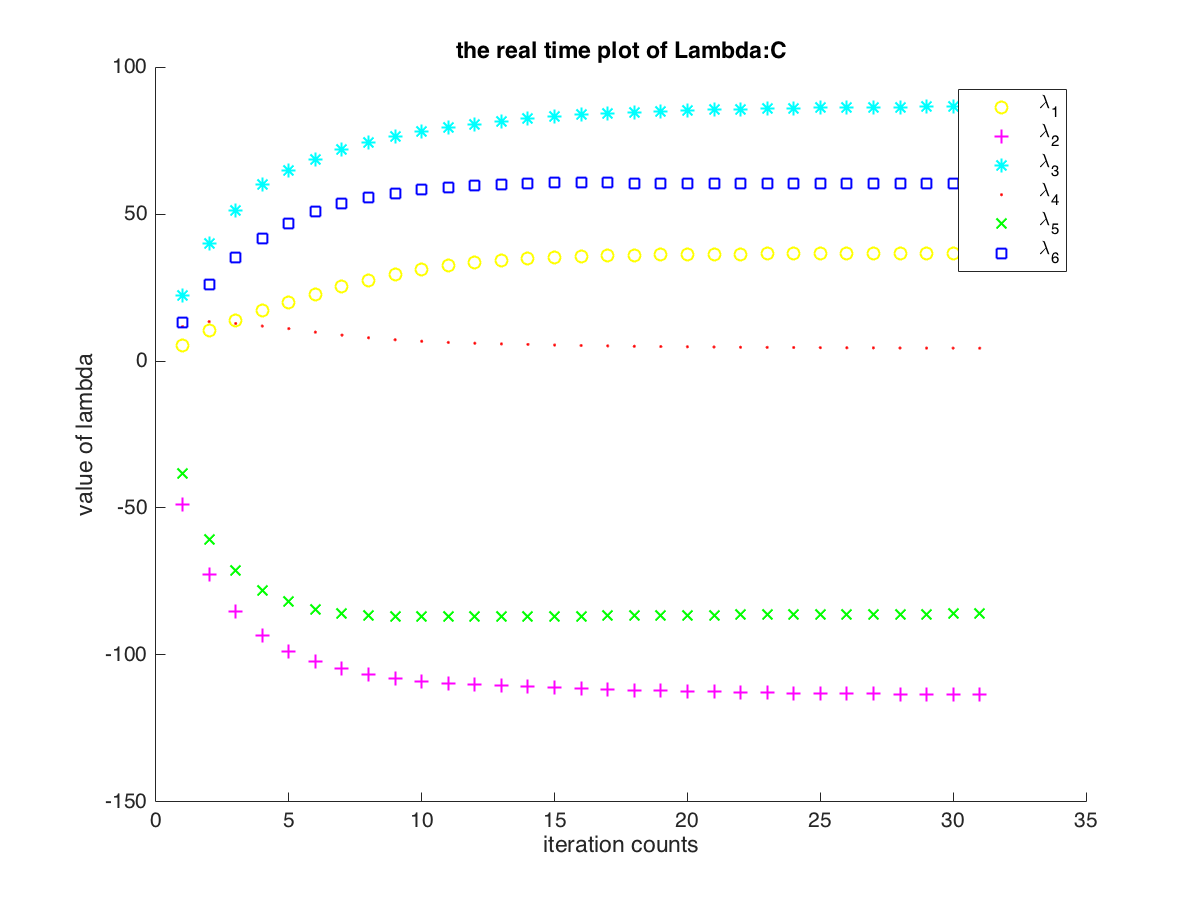 the real time plot of Lambda:C
100
50
0
-50
-100
-150
value of lambda
0 5 10 15 20 25 30 35
iteration counts
λ1
λ2
λ3
λ4
λ5
λ6